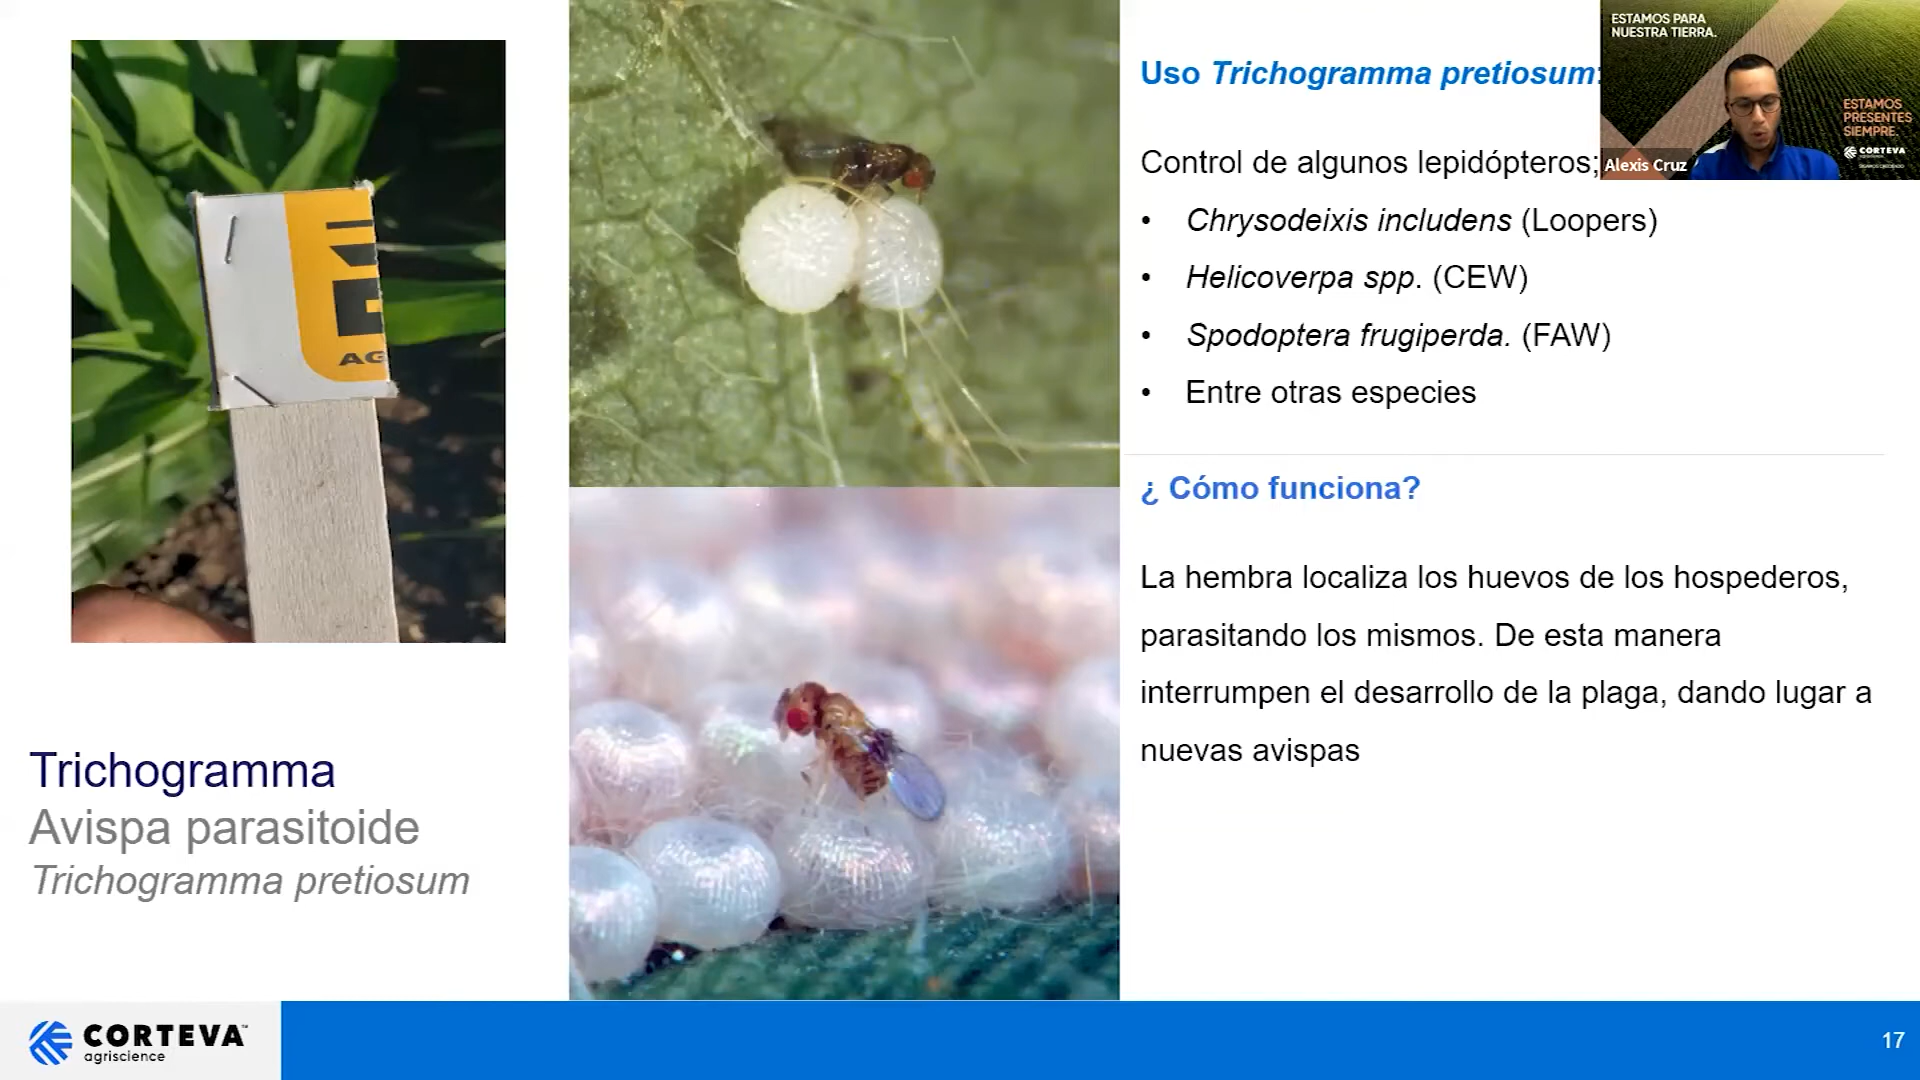 AG
Trichogramma
Avispa parasitoide
Trichogramma pretiosum
Uso Trichogramma pretiosum:
Control de algunos lepidópteros;
• Chrysodeixis includens (Loopers)
• Helicoverpa spp. (CEW)
• Spodoptera frugiperda. (FAW)
• Entre otras especies
¿ Cómo funciona?
La hembra localiza los huevos de los hospederos,
parasitando los mismos. De esta manera
interrumpen el desarrollo de la plaga, dando lugar a
nuevas avispas
ESTAMOS PARA
NUESTRA TIERRA.
ESTAMOS
PRESENTES
SIEMPRE.
CORTEVA
Alexis Cruz
CORTEVA™
agriscience
17